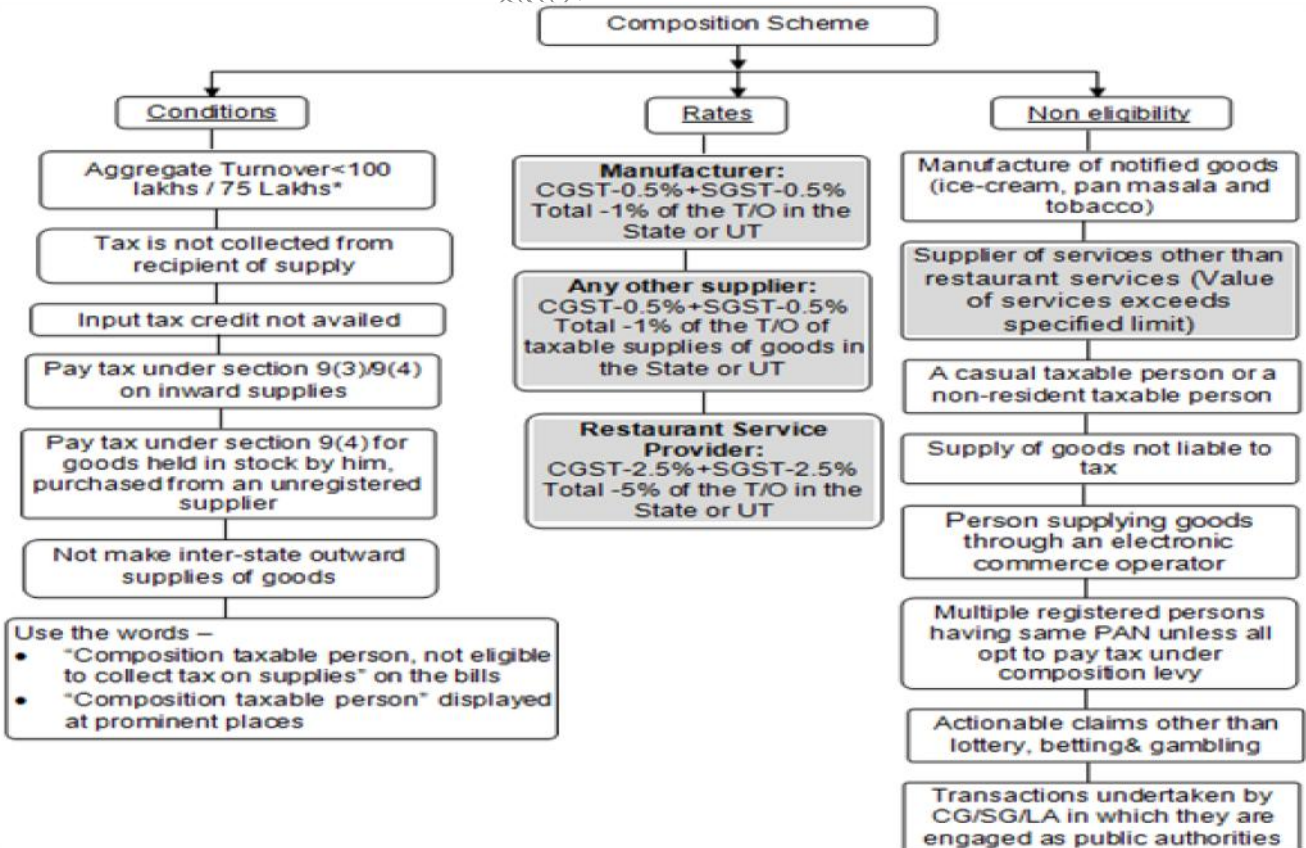 Composition Scheme
Conditions
Aggregate Turnover<100
lakhs / 75 Lakhs*
Tax is not collected from
recipient of supply
Input tax credit not availed
Pay tax under section 9(3)/9(4)
on inward supplies
Pay tax under section 9(4) for
goods held in stock by him,
purchased from an unregistered
supplier
Not make inter-state outward
supplies of goods
Use the words –
• "Composition taxable person, not eligible
to collect tax on supplies" on the bills
• "Composition taxable person" displayed
at prominent places
Rates
Manufacturer:
CGST-0.5%+SGST-0.5%
Total -1% of the T/O in the
State or UT
Any other supplier:
CGST-0.5%+SGST-0.5%
Total -1% of the T/O of
taxable supplies of goods in
the State or UT
Restaurant Service
Provider:
CGST-2.5%+SGST-2.5%
Total -5% of the T/O in the
State or UT
Non eligibility
Manufacture of notified goods
(ice-cream, pan masala and
tobacco)
Supplier of services other than
restaurant services (Value
of services exceeds
specified limit)
A casual taxable person or a
non-resident taxable person
Supply of goods not liable to
tax
Person supplying goods
through an electronic
commerce operator
Multiple registered persons
having same PAN unless all
opt to pay tax under
composition levy
Actionable claims other than
lottery, betting& gambling
Transactions undertaken by
CG/SG/LA in which they are
engaged as public authorities